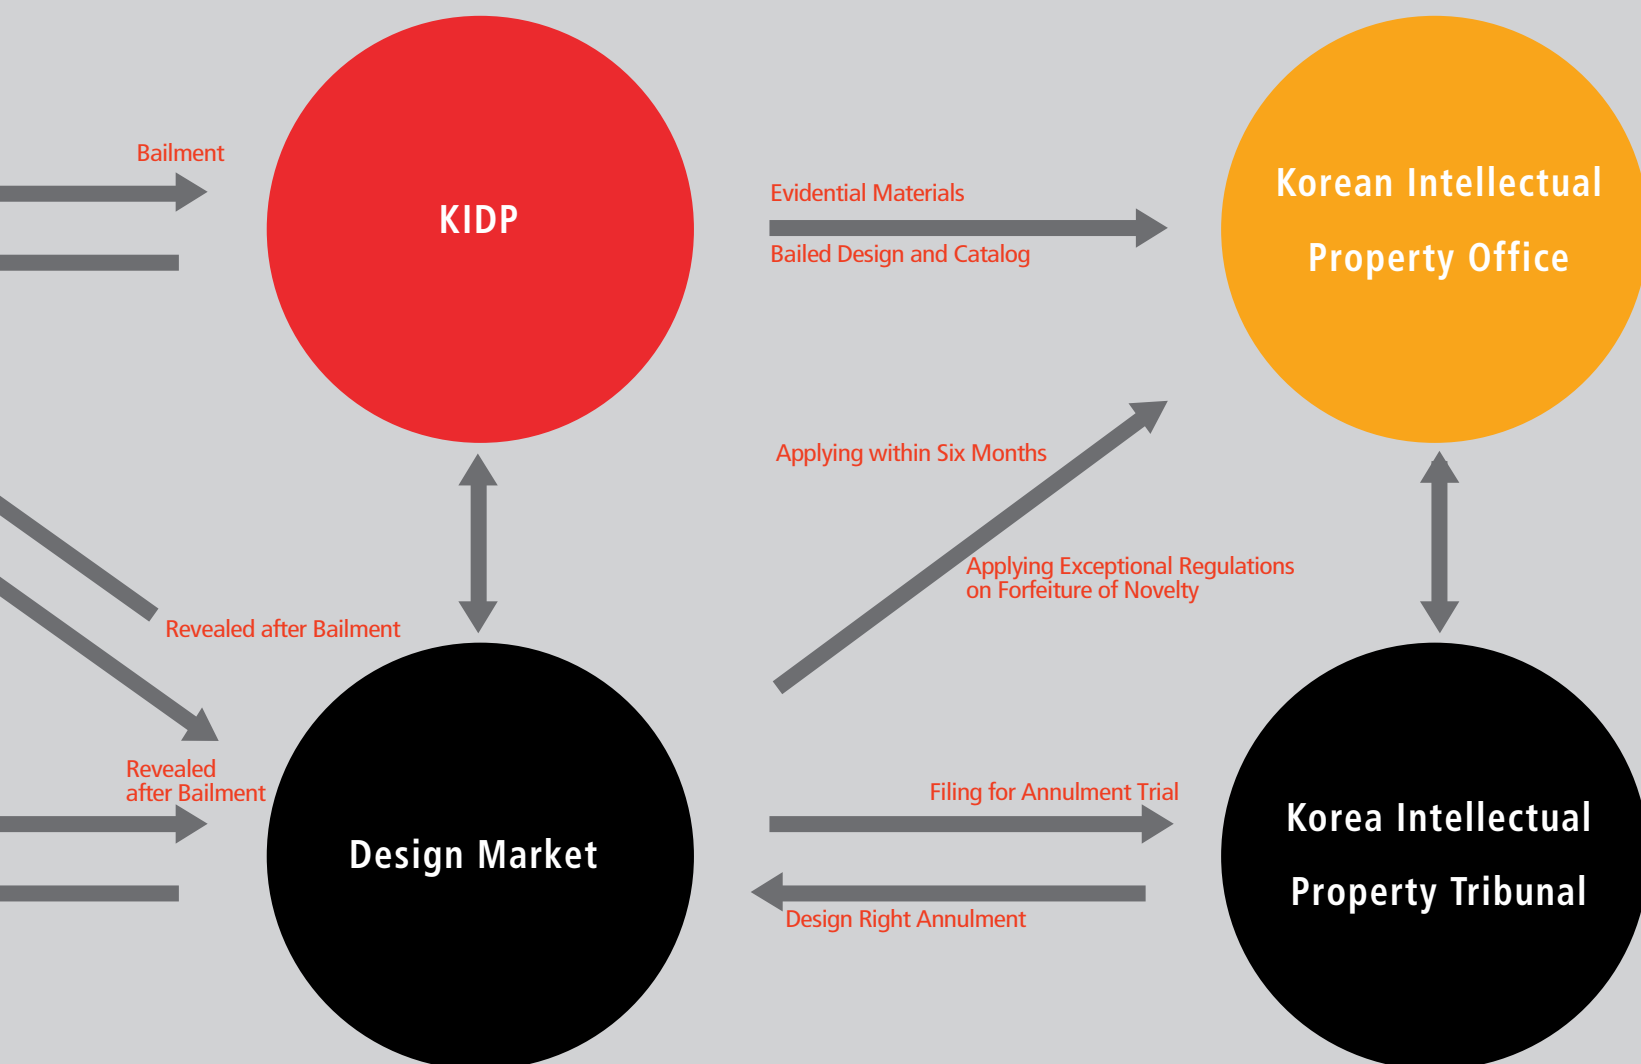 Bailment
KIDP
Evidential Materials
Bailed Design and Catalog
Korean Intellectual
Property Office
Applying within Six Months
Applying Exceptional Regulations
on Forfeiture of Novelty
Revealed after Bailment
Revealed
after Bailment
Design Market
Filing for Annulment Trial
Design Right Annulment
Korea Intellectual
Property Tribunal